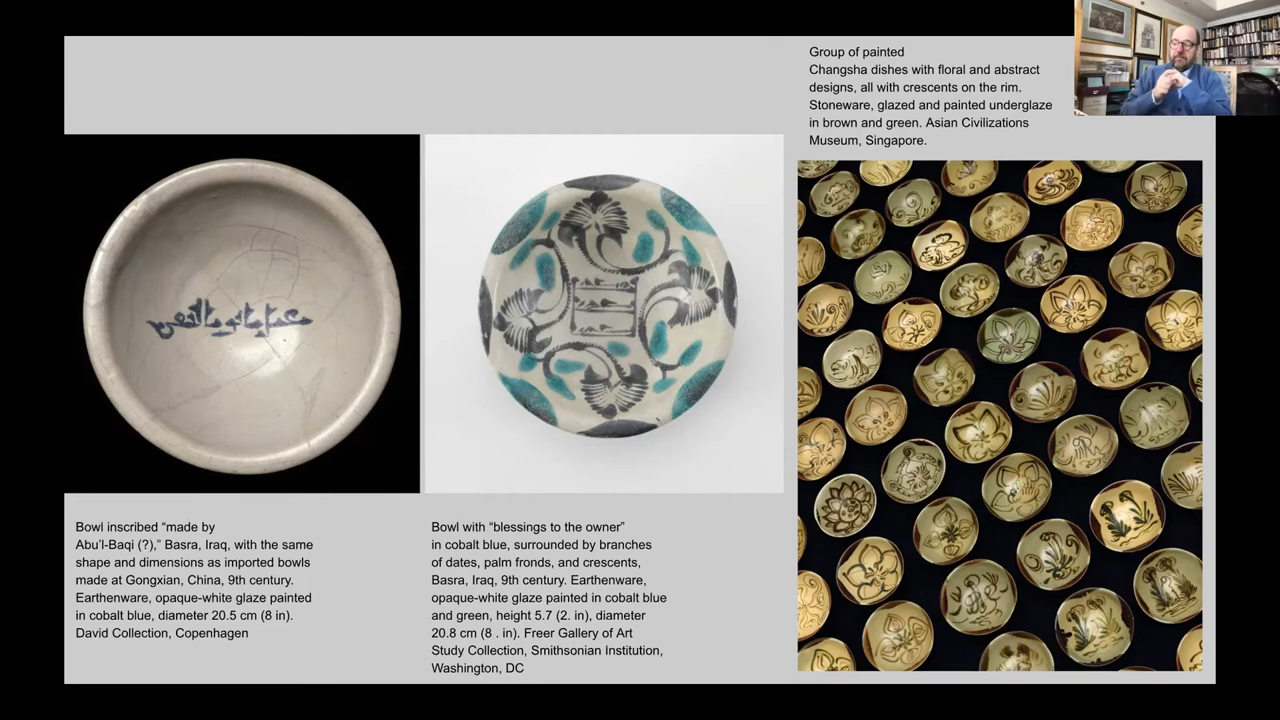 Group of painted
Changsha dishes with floral and abstract
designs, all with crescents on the rim.
Stoneware, glazed and painted underglaze
in brown and green. Asian Civilizations
Museum, Singapore.
Bowl inscribed “made by
Abu’l-Baqi (?),” Basra, Iraq, with the same
shape and dimensions as imported bowls
made at Gongxian, China, 9th century.
Earthenware, opaque-white glaze painted
in cobalt blue, diameter 20.5 cm (8 in).
David Collection, Copenhagen
Bowl with “blessings to the owner”
in cobalt blue, surrounded by branches
of dates, palm fronds, and crescents,
Basra, Iraq, 9th century. Earthenware,
opaque-white glaze painted in cobalt blue
and green, height 5.7 (2. in), diameter
20.8 cm (8 . in). Freer Gallery of Art
Study Collection, Smithsonian Institution,
Washington, DC